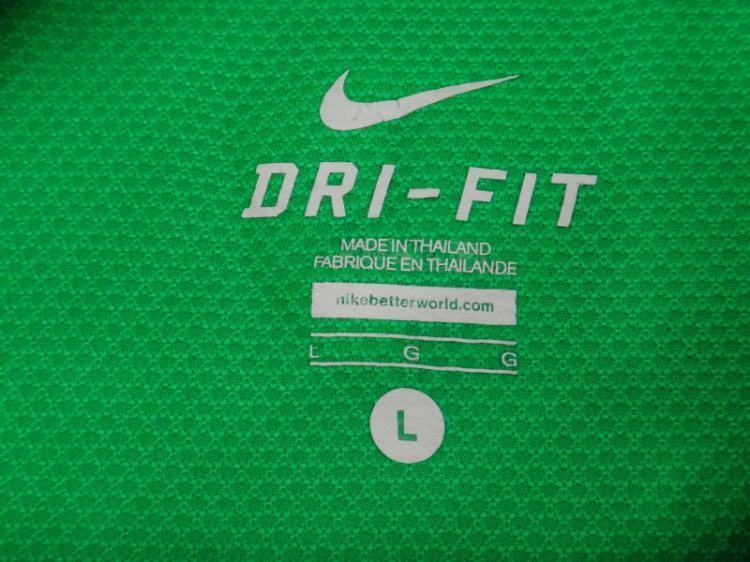 DRI-FIT
MADE IN THAILAND
FABRIQUE EN THAILANDE
nikebetterworld.com
L G G
L